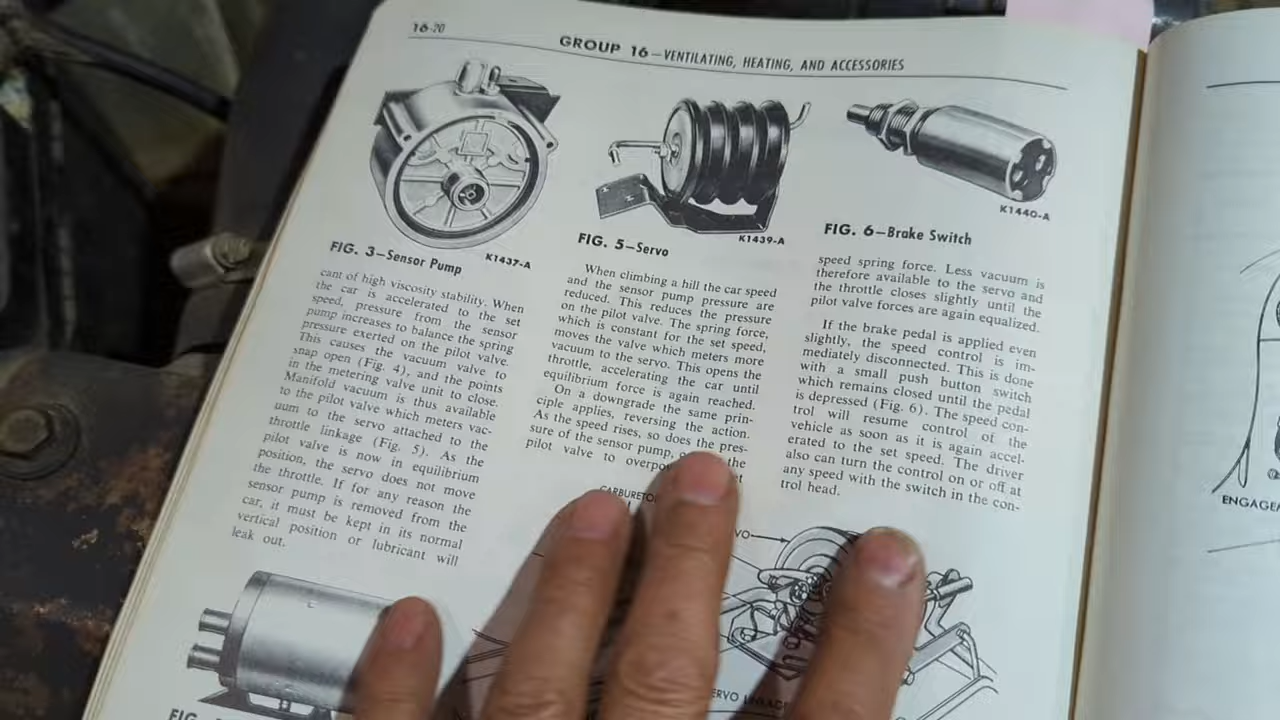 16-20
GROUP 16—VENTILATING, HEATING, AND ACCESSORIES
K1437-A
FIG. 3—Sensor Pump
cant of high viscosity stability. When
the car is accelerated to the set
speed, pressure from the sensor
pump increases to balance the spring
pressure exerted on the pilot valve.
This causes the vacuum valve to
snap open (Fig. 4), and the points
in the metering valve unit to close.
Manifold vacuum is thus available
to the pilot valve which meters vac-
uum to the servo attached to the
throttle linkage (Fig. 5). As the
pilot valve is now in equilibrium
position, the servo does not move
the throttle. If for any reason the
sensor pump is removed from the
car, it must be kept in its normal
vertical position or lubricant will
leak out.
FIG.
K1439-A
FIG. 5—Servo
When climbing a hill the car speed
and the sensor pump pressure are
reduced. This reduces the pressure
on the pilot valve. The spring force,
which is constant for the set speed,
moves the valve which meters more
vacuum to the servo. This opens the
throttle, accelerating the car until
equilibrium force is again reached.
On a downgrade the same prin-
ciple applies, reversing the action.
As the speed rises, so does the pres-
sure of the sensor pump, the
pilot valve to
K1440-A
FIG. 6—Brake Switch
speed spring force. Less vacuum is
therefore available to the servo and
the throttle closes slightly until the
pilot valve forces are again equalized.
If the brake pedal is applied even
slightly, the speed control is im-
mediately disconnected. This is done
with a small push button switch
which remains closed until the pedal
is depressed (Fig. 6). The speed con-
trol will resume control of the
vehicle as soon as it is again accel-
erated to the set speed. The driver
also can turn the control on or off at
any speed with the switch in the con-
trol head.